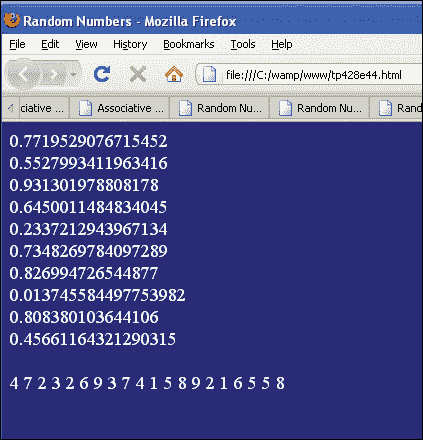 Random Numbers - Mozilla Firefox
File Edit View History Bookmarks Tools Help
file:///C:/wamp/www/tp428e44.html
ciative ... Associative ... Random Nu... Random Nu... Rand
0.7719529076715452
0.5527993411963416
0.931301978808178
0.6450011484834045
0.2337212943967134
0.7348269784097289
0.826994726544877
0.013745584497753982
0.808380103644106
0.45661164321290315
4 7 2 3 2 6 9 3 7 4 1 5 8 9 2 1 6 5 5 8